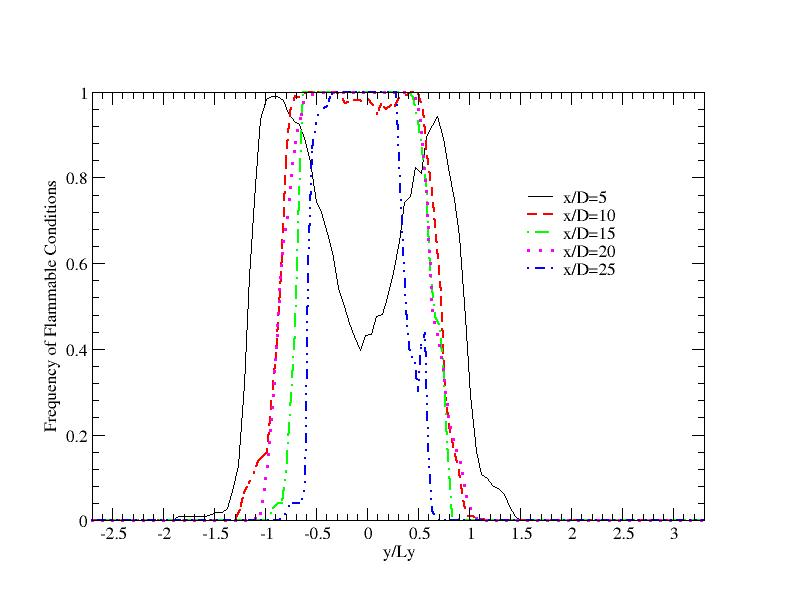 1
0.8
0.6
0.4
0.2
0
Frequency of Flammable Conditions
x/D=5
x/D=10
x/D=15
x/D=20
x/D=25
-2.5 -2 -1.5 -1 -0.5 0 0.5 1 1.5 2 2.5 3
y/Ly